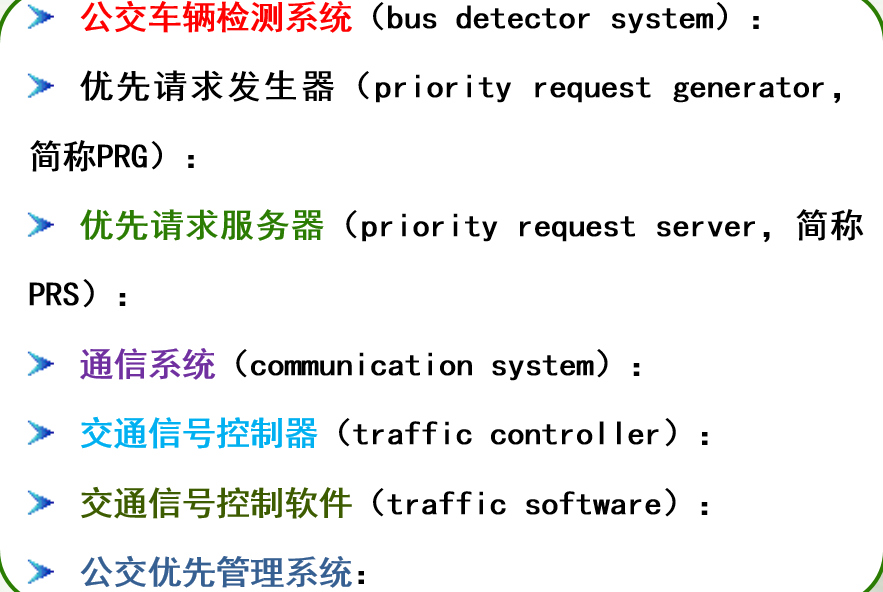 公交车辆检测系统（bus detector system）：
优先请求发生器（priority request generator，
简称PRG）：
优先请求服务器（priority request server，简称
PRS）：
通信系统（communication system）：
交通信号控制器（traffic controller）：
交通信号控制软件（traffic software）：
公交优先管理系统：